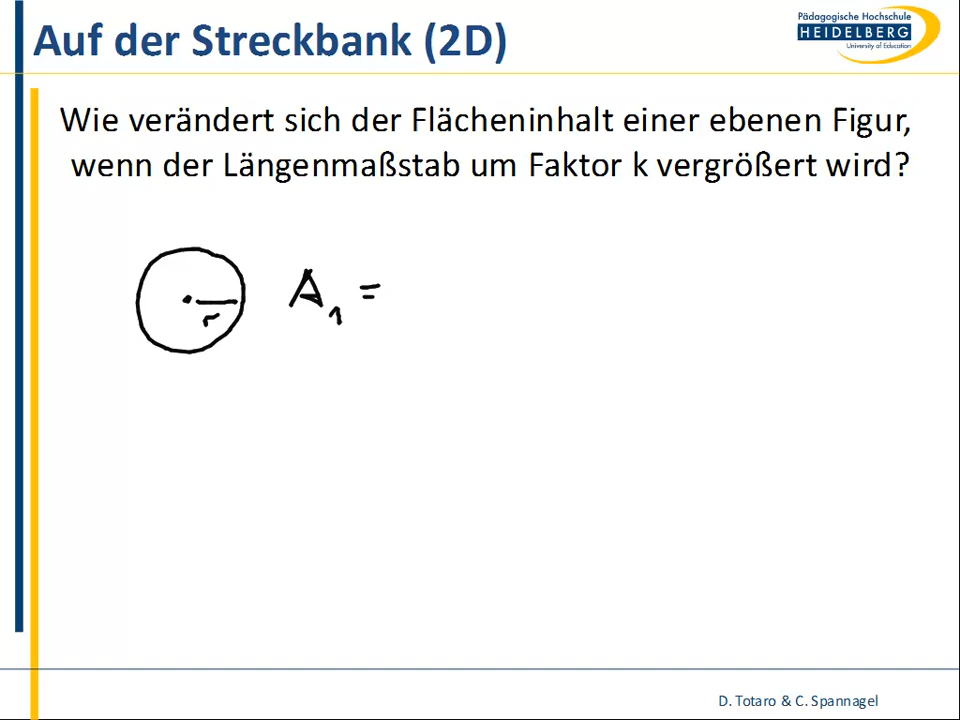 Auf der Streckbank (2D)
Pädagogische Hochschule
HEIDELBERG
University of Education
Wie verändert sich der Flächeninhalt einer ebenen Figur,
wenn der Längenmaßstab um Faktor k vergrößert wird?
r
A₁ =
D. Totaro & C. Spannagel